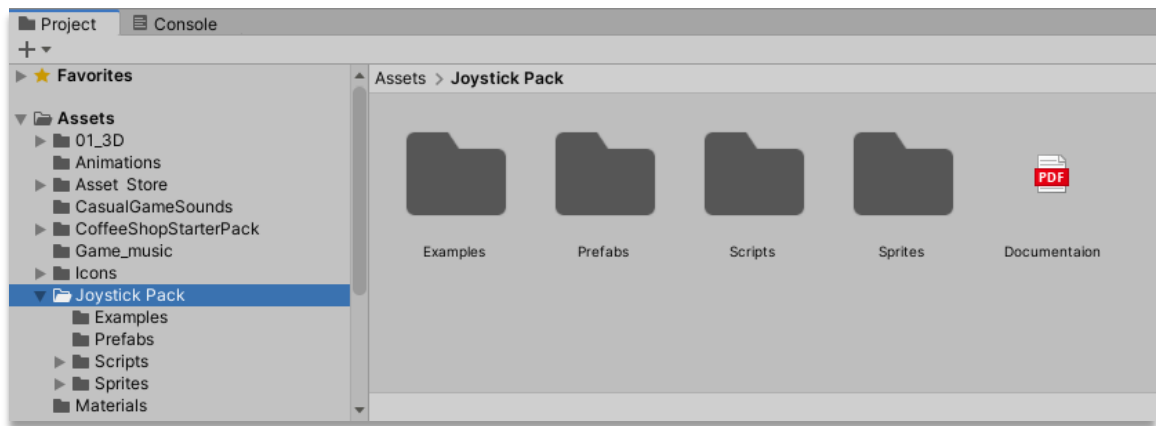 Project Console
Favorites
Assets > Joystick Pack
Assets
01_3D
Animations
Asset Store
CasualGameSounds
CoffeeShopStarterPack
Game_music
Icons
Joystick Pack
Examples
Prefabs
Scripts
Sprites
Materials
Examples Prefabs Scripts Sprites PDF Documentaion